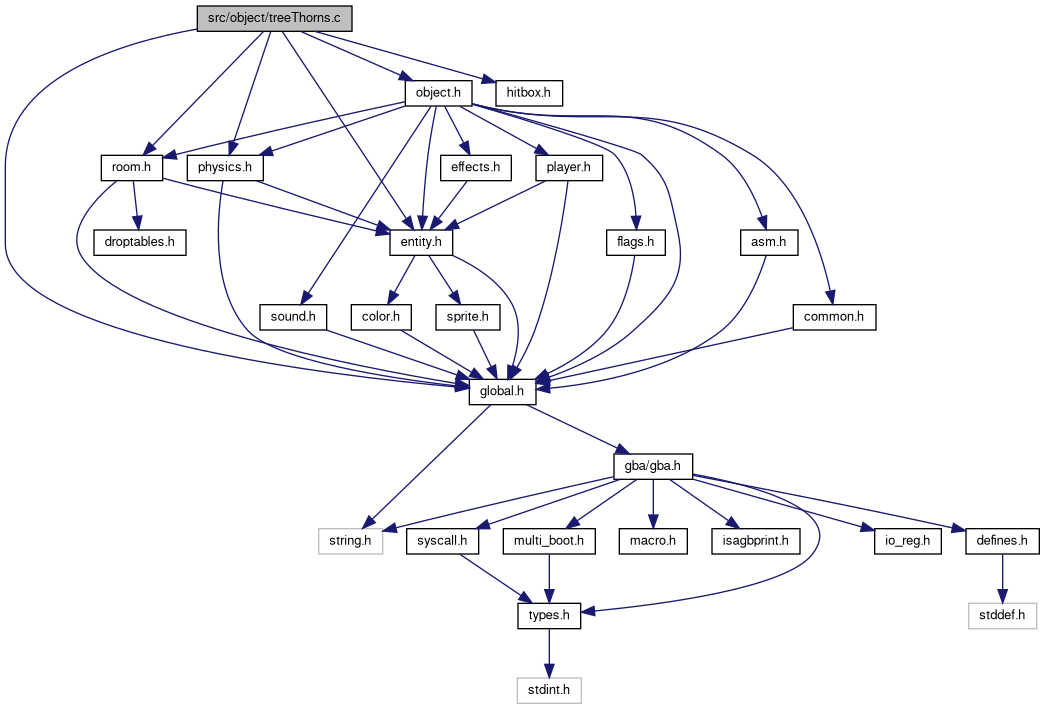 src/object/treeThorns.c
object.h
hitbox.h
room.h
physics.h
effects.h
player.h
droptables.h
entity.h
flags.h
asm.h
sound.h
color.h
sprite.h
common.h
global.h
gba/gba.h
string.h
syscall.h
multi_boot.h
macro.h
isagbprint.h
io_reg.h
defines.h
types.h
stddef.h
stdint.h